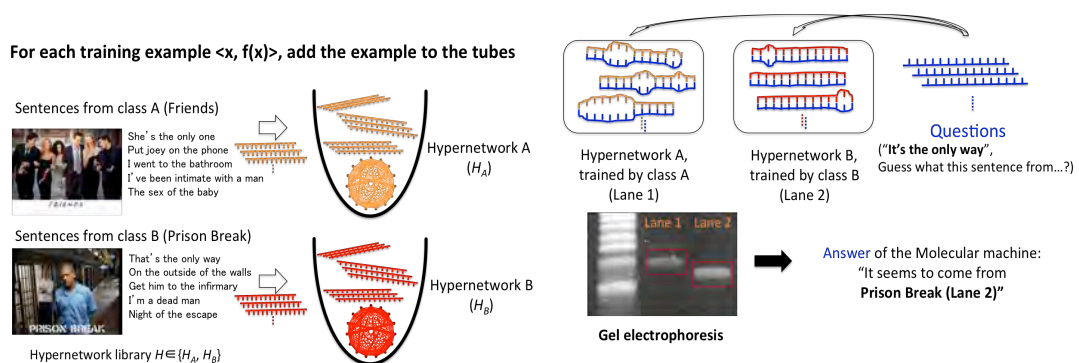 For each training example <x, f(x)>, add the example to the tubes
Sentences from class A (Friends)
She's the only one
Put joey on the phone
I went to the bathroom
I've been intimate with a man
The sex of the baby
FRIENDS
Hypernetwork A
(H_A)
Sentences from class B (Prison Break)
That's the only way
On the outside of the walls
Get him to the infirmary
I'm a dead man
Night of the escape
PRISON BREAK
Hypernetwork B
(H_B)
Hypernetwork library H∈{H_A, H_B}
Hypernetwork A,
trained by class A
(Lane 1)
Hypernetwork B,
trained by class B
(Lane 2)
Questions
("It's the only way",
Guess what this sentence from…?)
Lane 1 Lane 2
Gel electrophoresis
Answer of the Molecular machine:
"It seems to come from
Prison Break (Lane 2)"